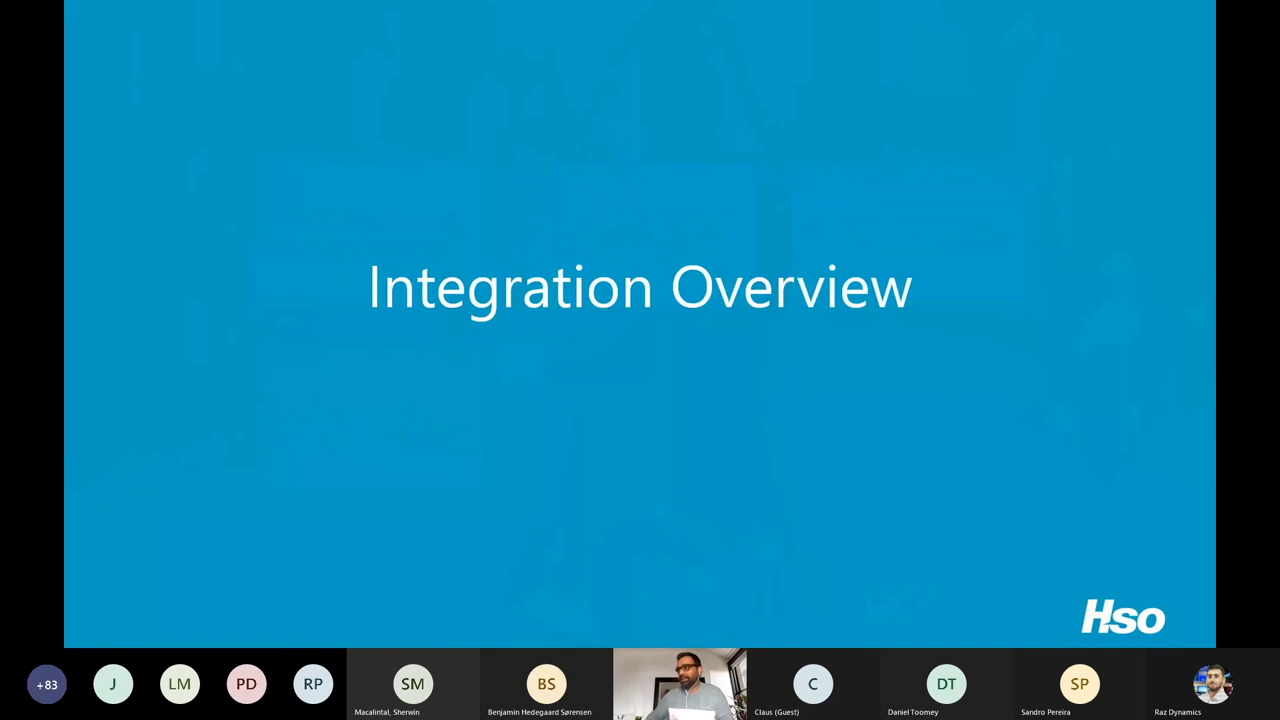 Integration Overview
Hso
+83
J
LM
PD
RP
SM
Macalintal, Sherwin
BS
Benjamin Hedegaard Sørensen
C
Claus (Guest)
DT
Daniel Toomey
SP
Sandro Pereira
Raz Dynamics